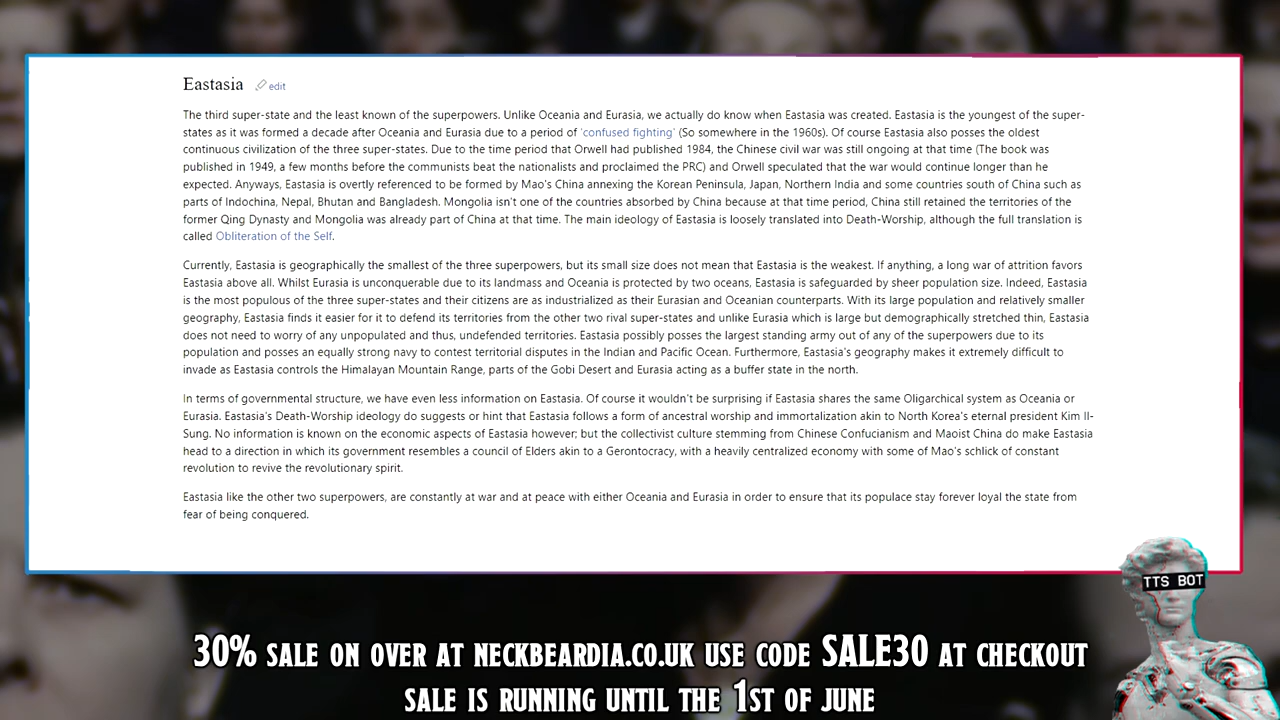 Eastasia edit
The third super-state and the least known of the superpowers. Unlike Oceania and Eurasia, we actually do know when Eastasia was created. Eastasia is the youngest of the super-
states as it was formed a decade after Oceania and Eurasia due to a period of 'confused fighting' (So somewhere in the 1960s). Of course Eastasia also posses the oldest
continuous civilization of the three super-states. Due to the time period that Orwell had published 1984, the Chinese civil war was still ongoing at that time (The book was
published in 1949, a few months before the communists beat the nationalists and proclaimed the PRC) and Orwell speculated that the war would continue longer than he
expected. Anyways, Eastasia is overtly referenced to be formed by Mao's China annexing the Korean Peninsula, Japan, Northern India and some countries south of China such as
parts of Indochina, Nepal, Bhutan and Bangladesh. Mongolia isn't one of the countries absorbed by China because at that time period, China still retained the territories of the
former Qing Dynasty and Mongolia was already part of China at that time. The main ideology of Eastasia is loosely translated into Death-Worship, although the full translation is
called Obliteration of the Self.
Currently, Eastasia is geographically the smallest of the three superpowers, but its small size does not mean that Eastasia is the weakest. If anything, a long war of attrition favors
Eastasia above all. Whilst Eurasia is unconquerable due to its landmass and Oceania is protected by two oceans, Eastasia is safeguarded by sheer population size. Indeed, Eastasia
is the most populous of the three super-states and their citizens are as industrialized as their Eurasian and Oceanian counterparts. With its large population and relatively smaller
geography, Eastasia finds it easier for it to defend its territories from the other two rival super-states and unlike Eurasia which is large but demographically stretched thin, Eastasia
does not need to worry of any unpopulated and thus, undefended territories. Eastasia possibly posses the largest standing army out of any of the superpowers due to its
population and posses an equally strong navy to contest territorial disputes in the Indian and Pacific Ocean. Furthermore, Eastasia's geography makes it extremely difficult to
invade as Eastasia controls the Himalayan Mountain Range, parts of the Gobi Desert and Eurasia acting as a buffer state in the north.
In terms of governmental structure, we have even less information on Eastasia. Of course it wouldn't be surprising if Eastasia shares the same Oligarchical system as Oceania or
Eurasia. Eastasia's Death-Worship ideology do suggests or hint that Eastasia follows a form of ancestral worship and immortalization akin to North Korea's eternal president Kim Il-
Sung. No information is known on the economic aspects of Eastasia however; but the collectivist culture stemming from Chinese Confucianism and Maoist China do make Eastasia
head to a direction in which its government resembles a council of Elders akin to a Gerontocracy, with a heavily centralized economy with some of Mao's schlick of constant
revolution to revive the revolutionary spirit.
Eastasia like the other two superpowers, are constantly at war and at peace with either Oceania and Eurasia in order to ensure that its populace stay forever loyal the state from
fear of being conquered.
TTS BOT
30% SALE ON OVER AT NECKBEARDIA.CO.UK USE CODE SALE30 AT CHECKOUT
SALE IS RUNNING UNTIL THE 1ST OF JUNE